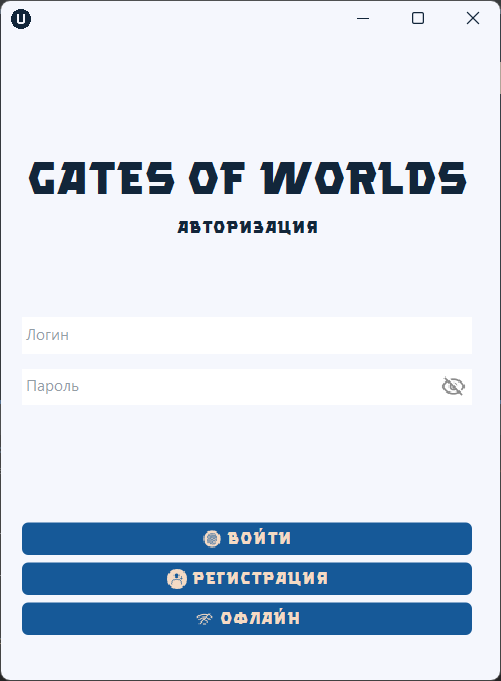 U
GATES OF WORLDS
АВТОРИЗАЦИЯ
Логин
Пароль
ВОЙТИ
РЕГИСТРАЦИЯ
ОФЛАЙН